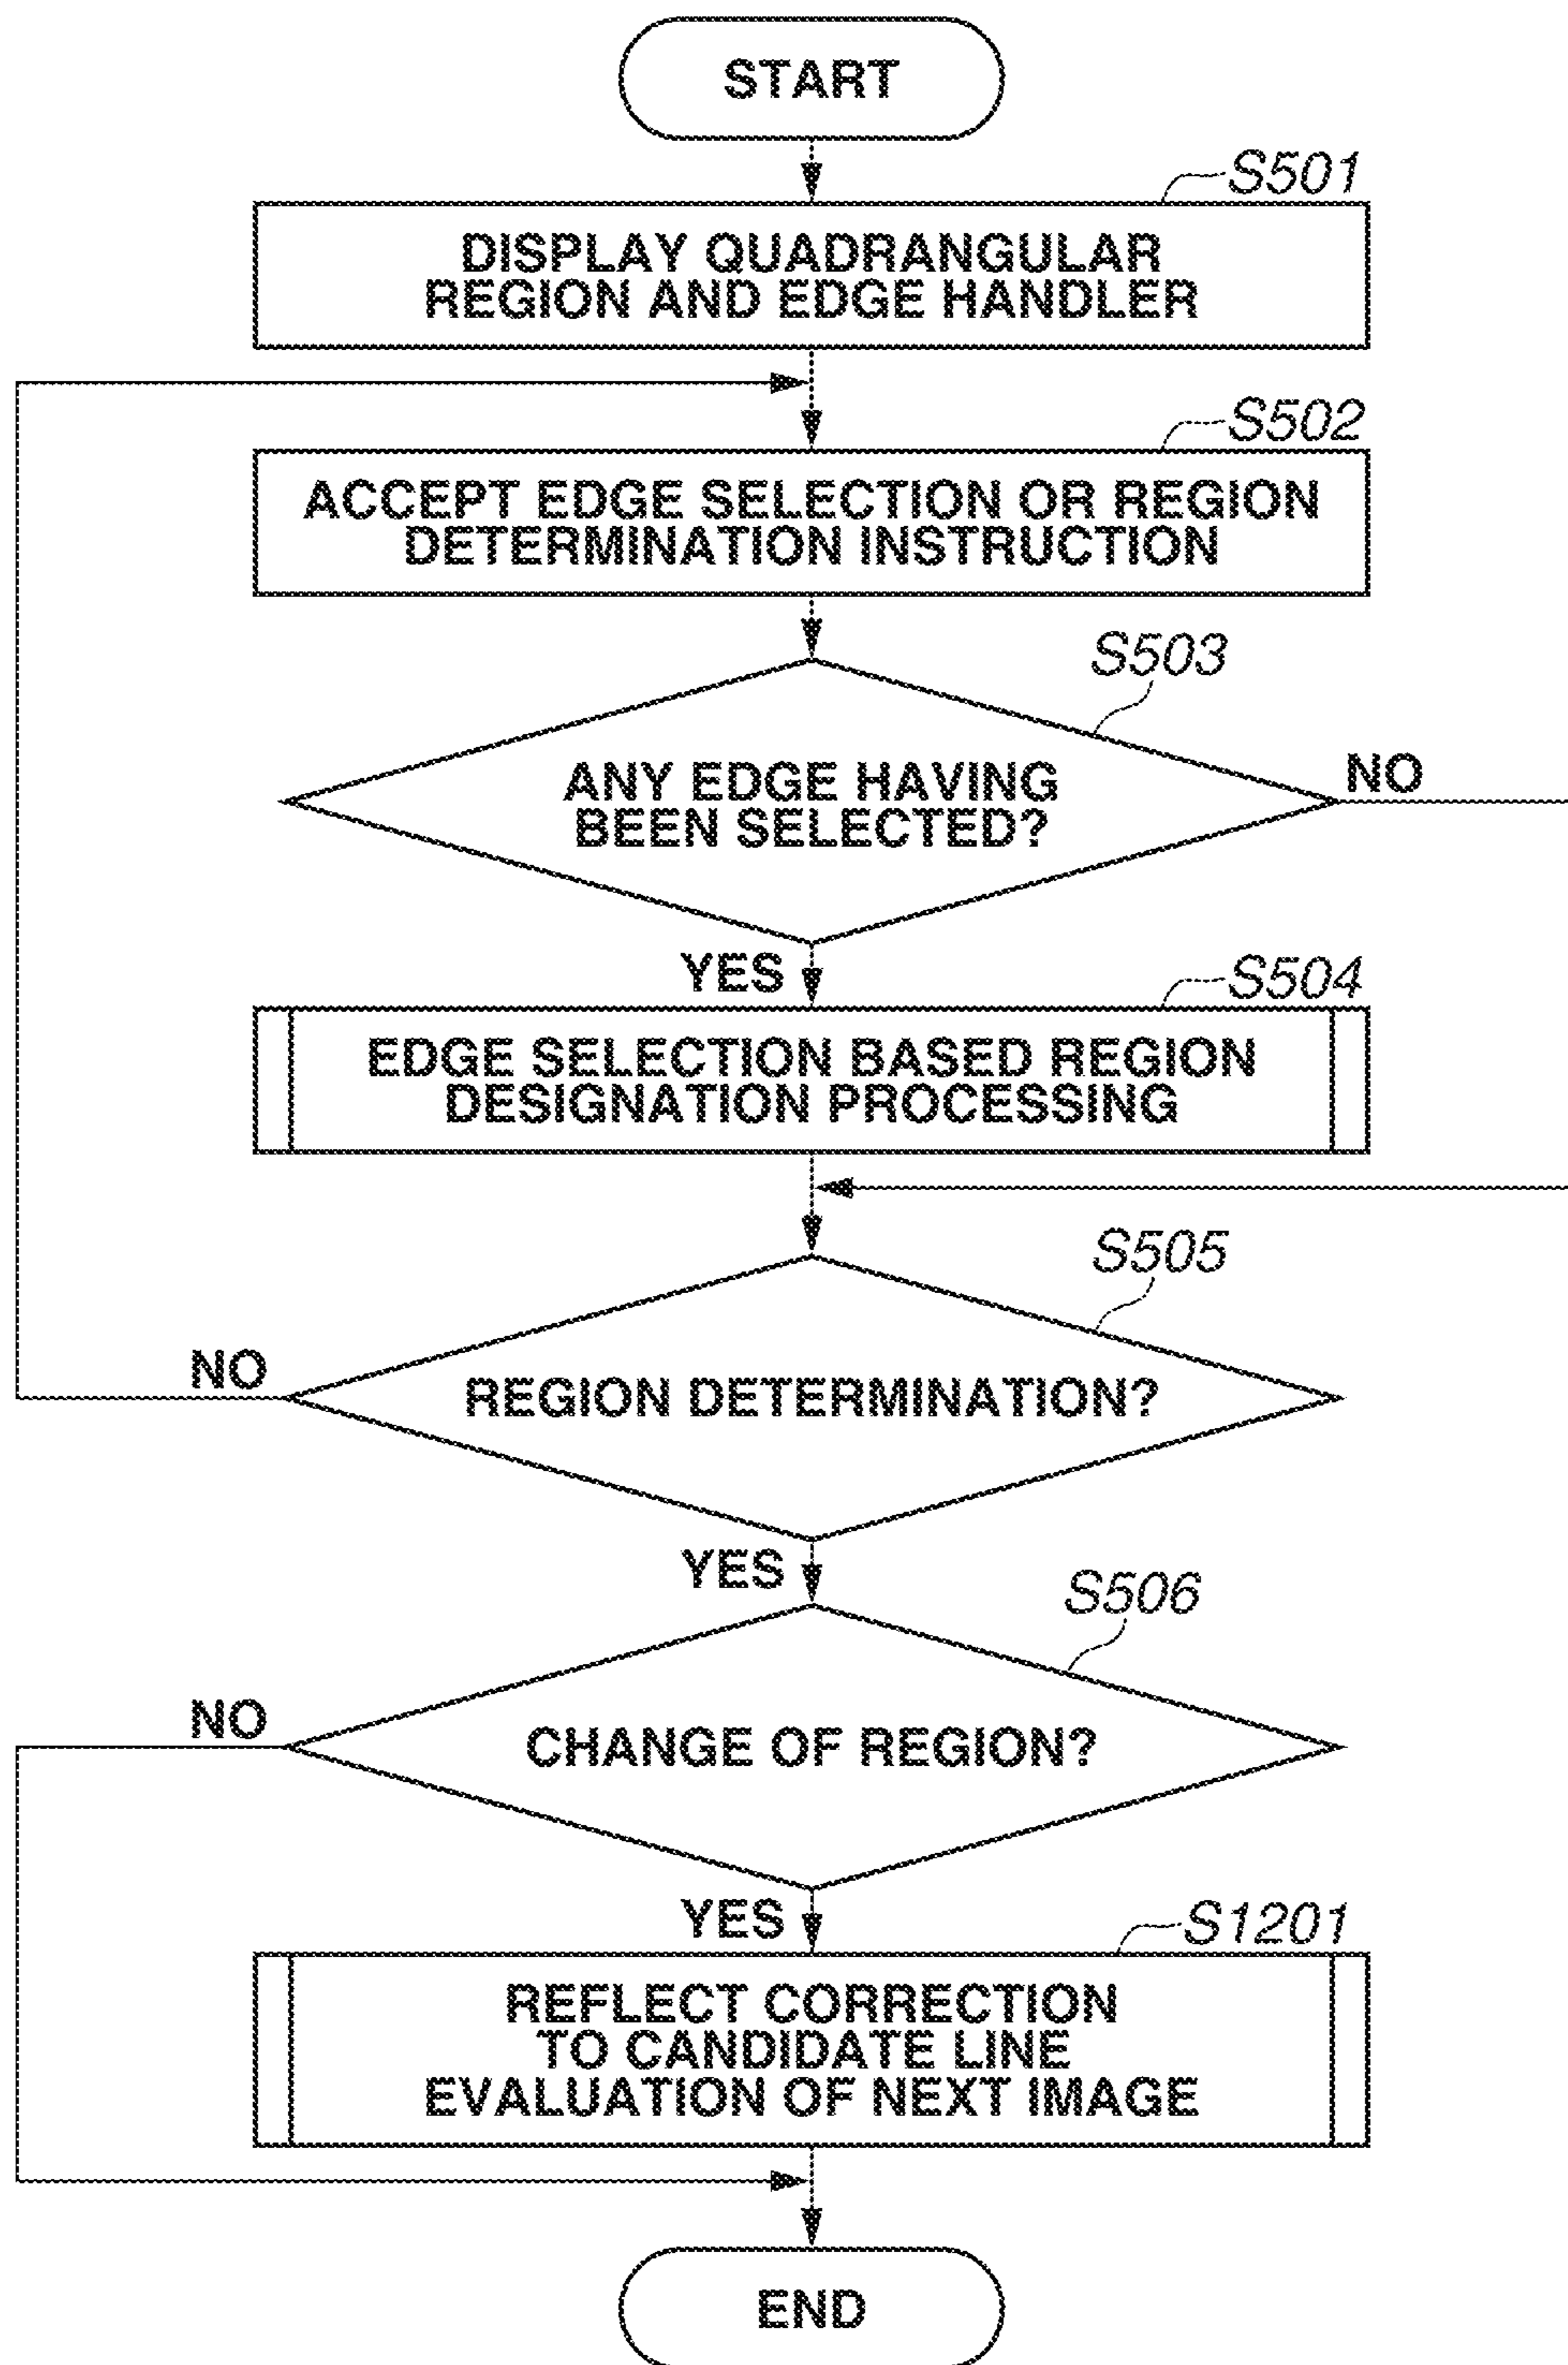 START
S501
DISPLAY QUADRANGULAR
REGION AND EDGE HANDLER
S502
ACCEPT EDGE SELECTION OR REGION
DETERMINATION INSTRUCTION
S503
ANY EDGE HAVING
BEEN SELECTED?
NO
YES
S504
EDGE SELECTION BASED REGION
DESIGNATION PROCESSING
S505
NO
REGION DETERMINATION?
YES
S506
NO
CHANGE OF REGION?
YES
S1201
REFLECT CORRECTION
TO CANDIDATE LINE
EVALUATION OF NEXT IMAGE
END